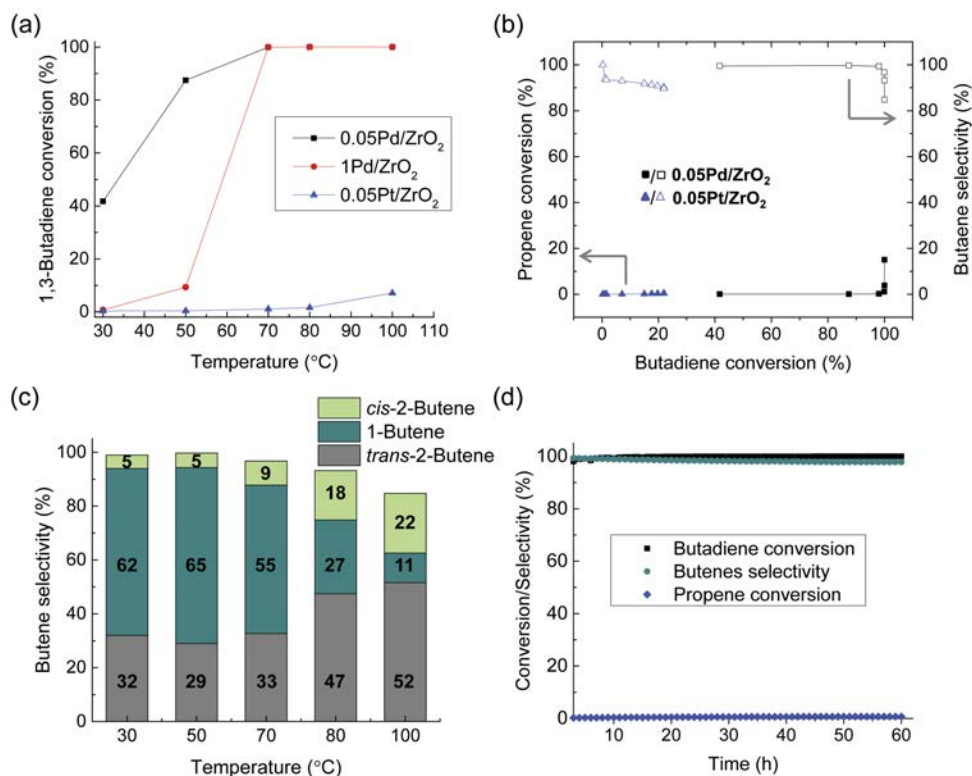 (a)
100
80
60
40
20
0
1,3-Butadiene conversion (%)
0.05Pd/ZrO₂
1Pd/ZrO₂
0.05Pt/ZrO₂
30 40 50 60 70 80 90 100 110
Temperature (°C)
(b)
100
80
60
40
20
0
Propene conversion (%)
100
80
60
40
20
0
Butaene selectivity (%)
/ 0.05Pd/ZrO₂
/ 0.05Pt/ZrO₂
0 20 40 60 80 100
Butadiene conversion (%)
(c)
cis-2-Butene
1-Butene
trans-2-Butene
100
80
60
40
20
0
Butene selectivity (%)
5 5 9 18 22
62 65 55 27 11
32 29 33 47 52
30 50 70 80 100
Temperature (°C)
(d)
100
80
60
40
20
0
Conversion/Selectivity (%)
Butadiene conversion
Butenes selectivity
Propene conversion
10 20 30 40 50 60
Time (h)